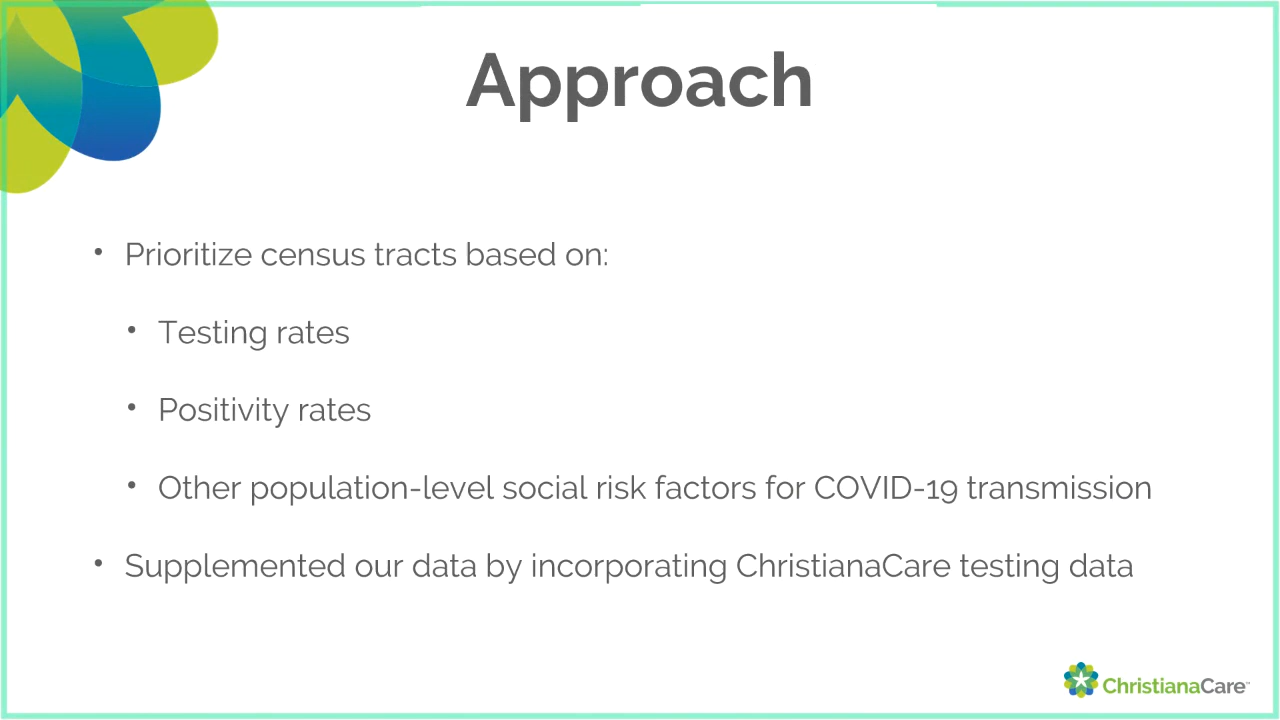 Approach
• Prioritize census tracts based on:
• Testing rates
• Positivity rates
• Other population-level social risk factors for COVID-19 transmission
• Supplemented our data by incorporating ChristianaCare testing data
ChristianaCare™